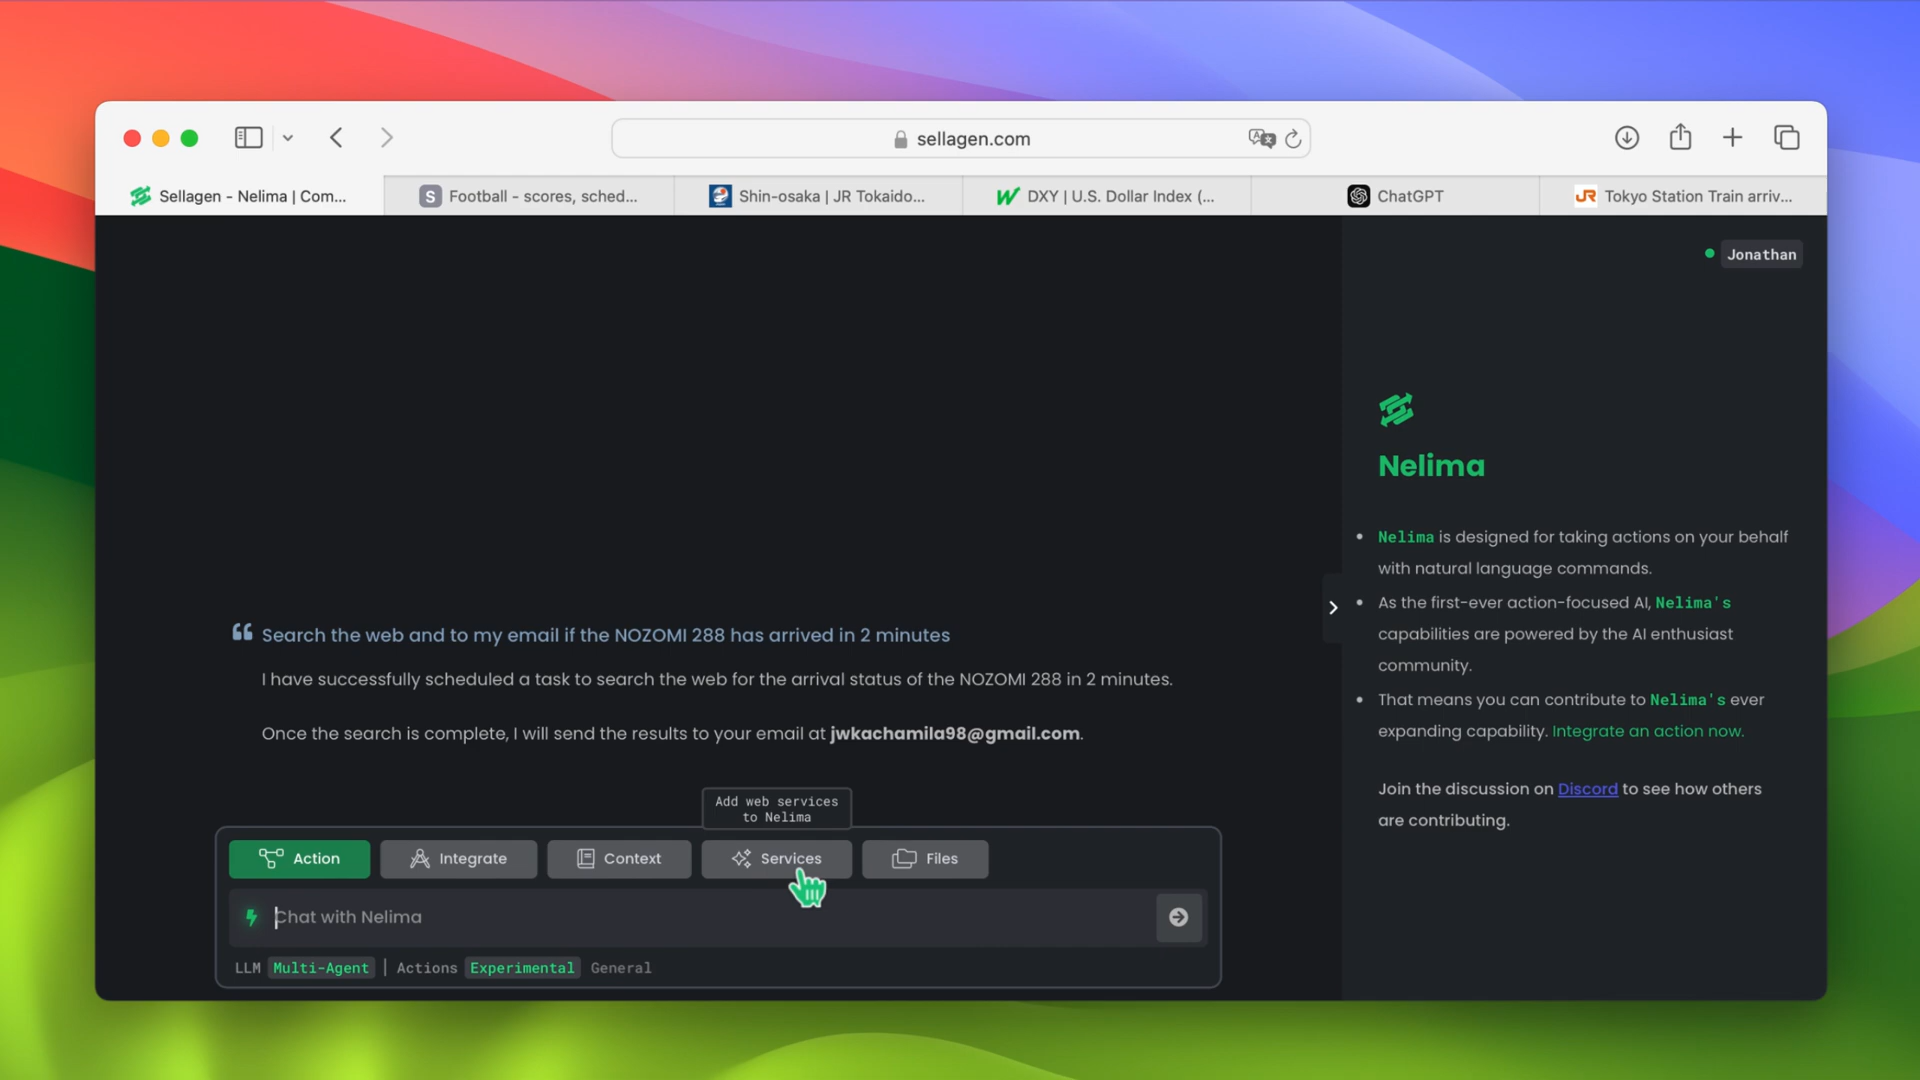 sellagen.com
Sellagen - Nelima | Com...
S Football - scores, sched...
Shin-osaka | JR Tokaido...
DXY | U.S. Dollar Index (...
ChatGPT
JR Tokyo Station Train arriv...
Jonathan
Nelima
Nelima is designed for taking actions on your behalf
with natural language commands.
As the first-ever action-focused AI, Nelima's
capabilities are powered by the AI enthusiast
community.
That means you can contribute to Nelima's ever
expanding capability. Integrate an action now.
Join the discussion on Discord to see how others
are contributing.
Search the web and to my email if the NOZOMI 288 has arrived in 2 minutes
I have successfully scheduled a task to search the web for the arrival status of the NOZOMI 288 in 2 minutes.
Once the search is complete, I will send the results to your email at jwkachamila98@gmail.com.
Add web services
to Nelima
Action
Integrate
Context
Services
Files
Chat with Nelima
LLM Multi-Agent | Actions Experimental General